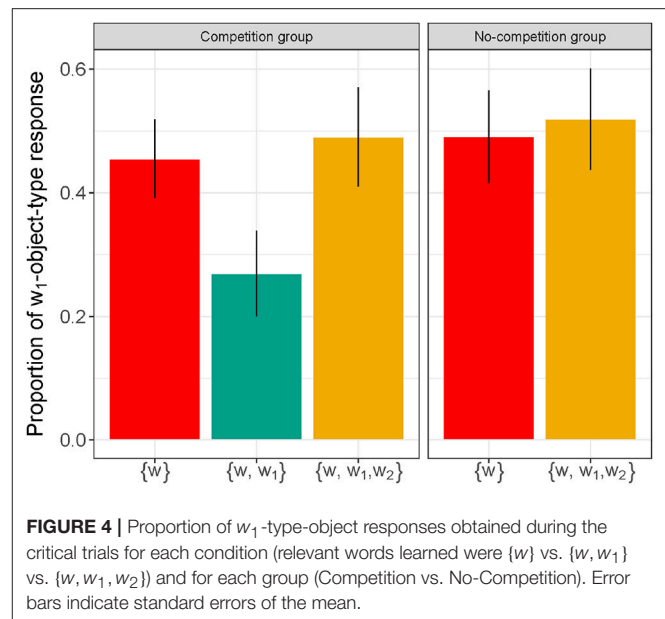 Competition group
No-competition group
Proportion of w₁-object-type response
0.6
0.4
0.2
0.0
{w}
{w, w₁}
{w, w₁,w₂}
{w}
{w, w₁,w₂}
FIGURE 4 | Proportion of w₁-type-object responses obtained during the
critical trials for each condition (relevant words learned were {w} vs. {w, w₁}
vs. {w, w₁, w₂}) and for each group (Competition vs. No-Competition). Error
bars indicate standard errors of the mean.